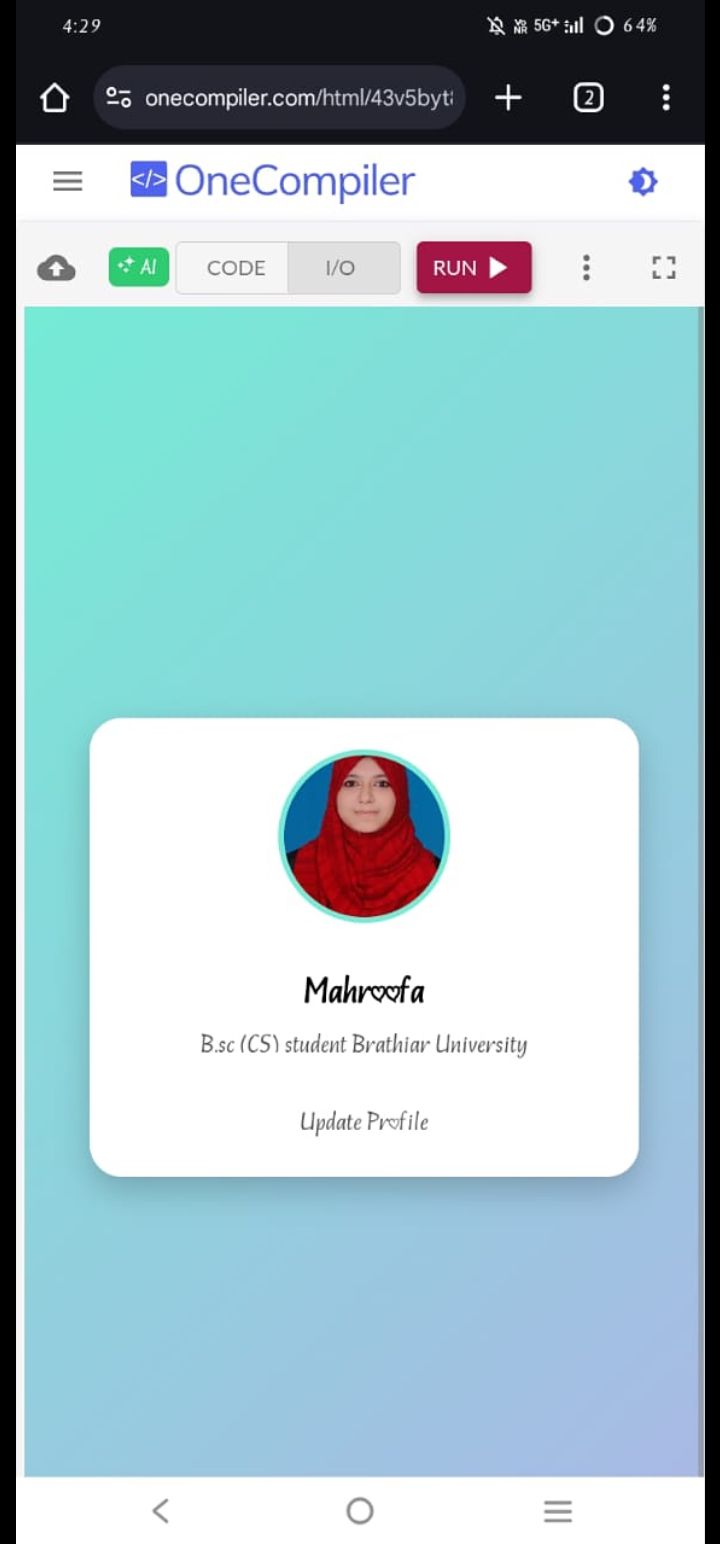 4:29
5G+ 64%
onecompiler.com/html/43v5byt
2
</> OneCompiler
AI CODE I/O RUN
Mahroofa
B.sc (CS) student Brathiar University
Update Profile